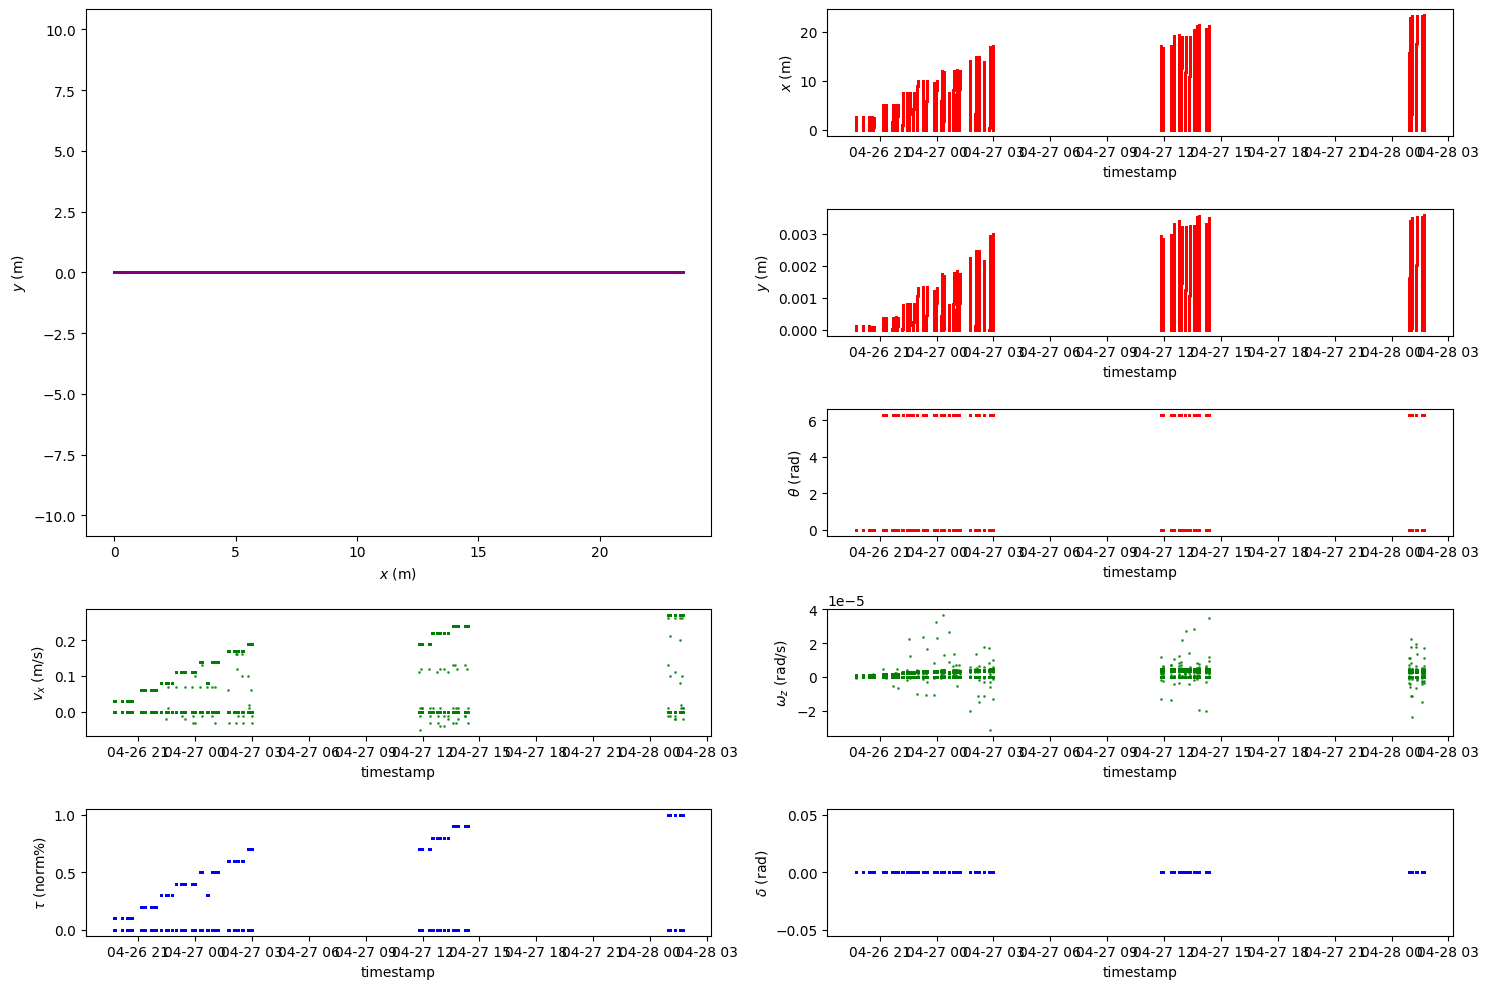 10.0
7.5
5.0
2.5
0.0
−2.5
−5.0
−7.5
−10.0
y (m)
0 5 10 15 20
x (m)
20
10
0
x (m)
04-26 21 04-27 00 04-27 03 04-27 06 04-27 09 04-27 12 04-27 15 04-27 18 04-27 21 04-28 00 04-28 03
timestamp
0.003
0.002
0.001
0.000
y (m)
04-26 21 04-27 00 04-27 03 04-27 06 04-27 09 04-27 12 04-27 15 04-27 18 04-27 21 04-28 00 04-28 03
timestamp
6
4
2
0
θ (rad)
04-26 21 04-27 00 04-27 03 04-27 06 04-27 09 04-27 12 04-27 15 04-27 18 04-27 21 04-28 00 04-28 03
timestamp
0.2
0.1
0.0
vx (m/s)
04-26 21 04-27 00 04-27 03 04-27 06 04-27 09 04-27 12 04-27 15 04-27 18 04-27 21 04-28 00 04-28 03
timestamp
1e−5
4
2
0
−2
ωz (rad/s)
04-26 21 04-27 00 04-27 03 04-27 06 04-27 09 04-27 12 04-27 15 04-27 18 04-27 21 04-28 00 04-28 03
timestamp
1.0
0.5
0.0
τ (norm%)
04-26 21 04-27 00 04-27 03 04-27 06 04-27 09 04-27 12 04-27 15 04-27 18 04-27 21 04-28 00 04-28 03
timestamp
0.05
0.00
−0.05
δ (rad)
04-26 21 04-27 00 04-27 03 04-27 06 04-27 09 04-27 12 04-27 15 04-27 18 04-27 21 04-28 00 04-28 03
timestamp